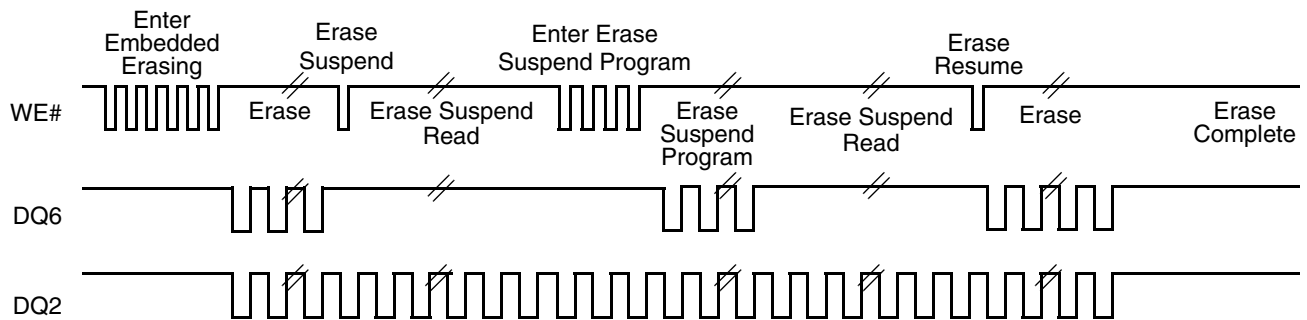 Enter
Embedded
Erasing
Erase
Suspend
Enter Erase
Suspend Program
Erase
Resume
WE#
Erase
Erase Suspend
Read
Erase
Suspend
Program
Erase Suspend
Read
Erase
Erase
Complete
DQ6
DQ2